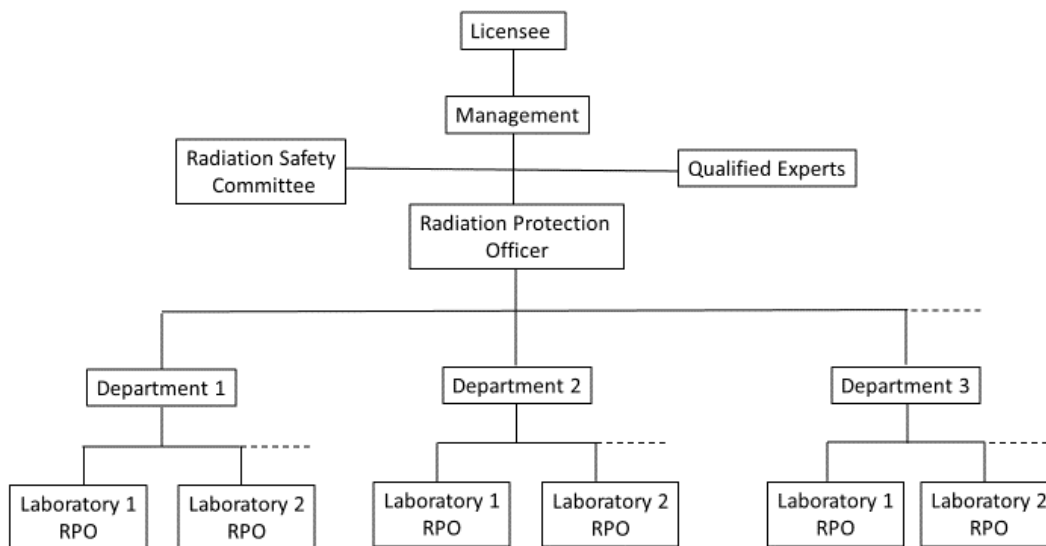 Licensee
Management
Radiation Safety
Committee
Qualified Experts
Radiation Protection
Officer
Department 1
Department 2
Department 3
Laboratory 1
RPO
Laboratory 2
RPO
Laboratory 1
RPO
Laboratory 2
RPO
Laboratory 1
RPO
Laboratory 2
RPO